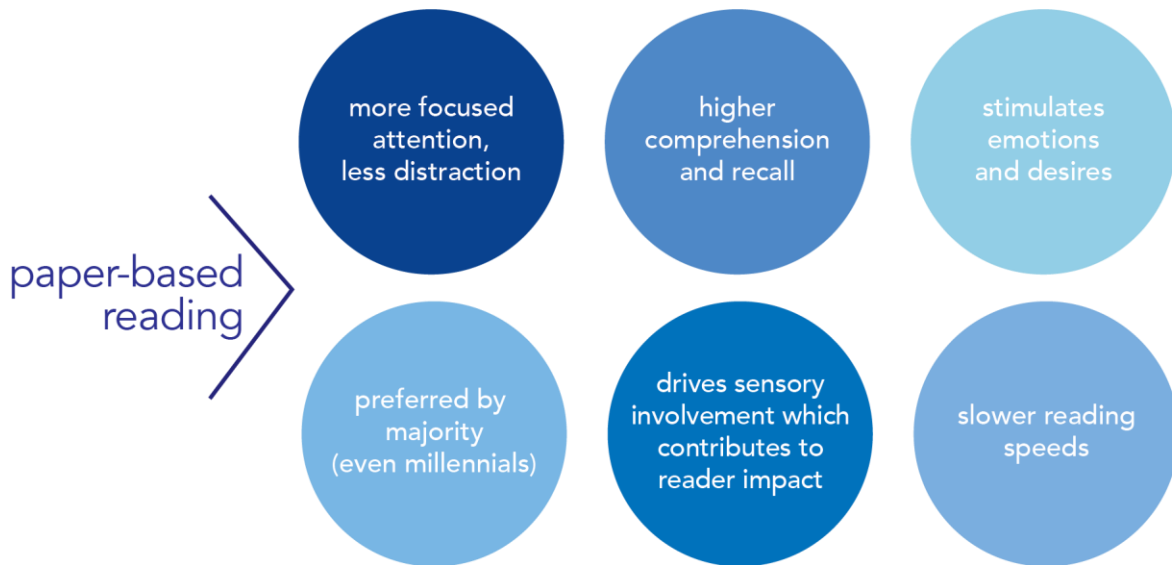 paper-based
reading
more focused
attention,
less distraction
higher
comprehension
and recall
stimulates
emotions
and desires
preferred by
majority
(even millennials)
drives sensory
involvement which
contributes to
reader impact
slower reading
speeds